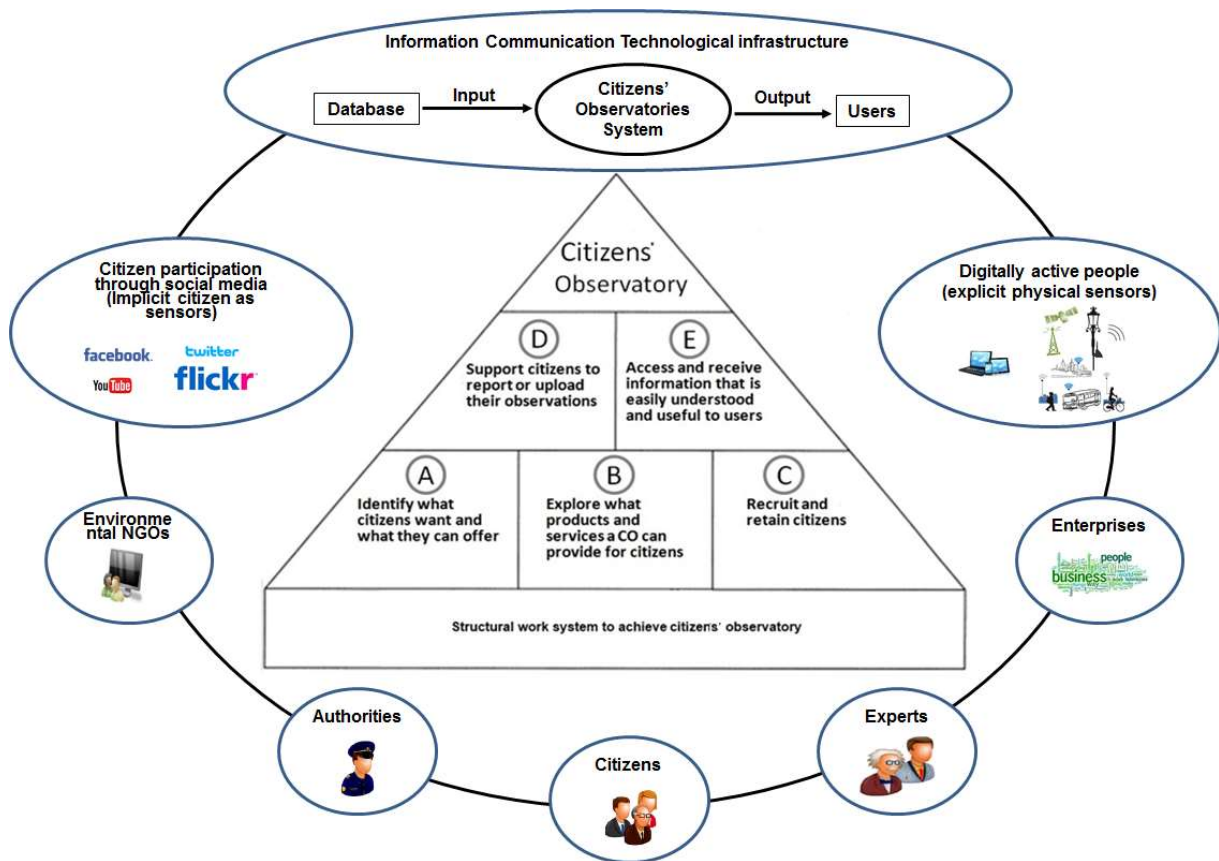 Information Communication Technological infrastructure
Database
Input
Citizens'
Observatories
System
Output
Users
Citizen participation
through social media
(Implicit citizen as
sensors)
facebook.
twitter
YouTube
flickr
Digitally active people
(explicit physical sensors)
Citizens'
Observatory
D
Support citizens to
report or upload
their observations
E
Access and receive
information that is
easily understood
and useful to users
A
Identify what
citizens want and
what they can offer
B
Explore what
products and
services a CO can
provide for citizens
C
Recruit and
retain citizens
Structural work system to achieve citizens' observatory
Environme
ntal NGOs
Enterprises
people
business
Authorities
Citizens
Experts